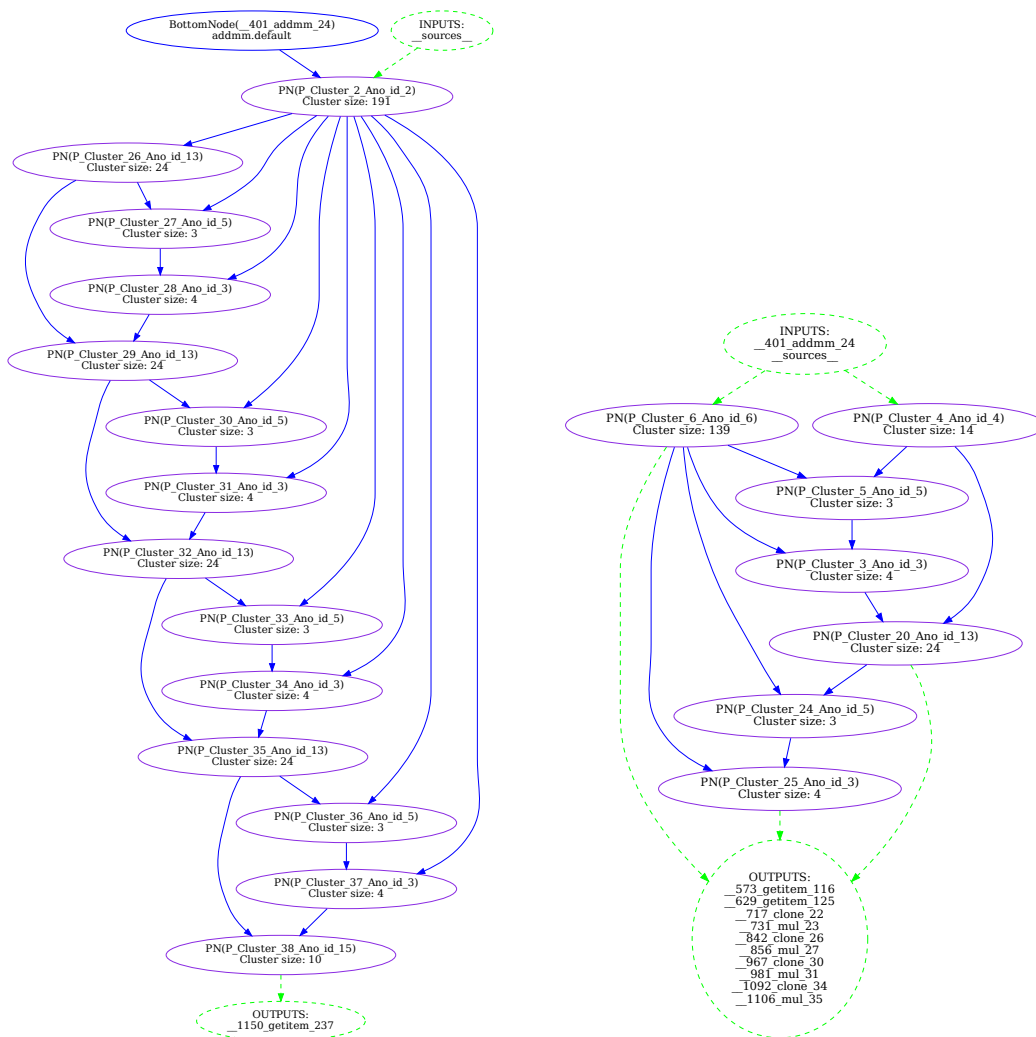 BottomNode(__401_addmm_24)
addmm.default
INPUTS:
__sources__
PN(P_Cluster_2_Ano_id_2)
Cluster size: 191
PN(P_Cluster_26_Ano_id_13)
Cluster size: 24
PN(P_Cluster_27_Ano_id_5)
Cluster size: 3
PN(P_Cluster_28_Ano_id_3)
Cluster size: 4
PN(P_Cluster_29_Ano_id_13)
Cluster size: 24
PN(P_Cluster_30_Ano_id_5)
Cluster size: 3
PN(P_Cluster_31_Ano_id_3)
Cluster size: 4
PN(P_Cluster_32_Ano_id_13)
Cluster size: 24
PN(P_Cluster_33_Ano_id_5)
Cluster size: 3
PN(P_Cluster_34_Ano_id_3)
Cluster size: 4
PN(P_Cluster_35_Ano_id_13)
Cluster size: 24
PN(P_Cluster_36_Ano_id_5)
Cluster size: 3
PN(P_Cluster_37_Ano_id_3)
Cluster size: 4
PN(P_Cluster_38_Ano_id_15)
Cluster size: 10
OUTPUTS:
__1150_getitem_237
INPUTS:
__401_addmm_24
__sources__
PN(P_Cluster_6_Ano_id_6)
Cluster size: 139
PN(P_Cluster_4_Ano_id_4)
Cluster size: 14
PN(P_Cluster_5_Ano_id_5)
Cluster size: 3
PN(P_Cluster_3_Ano_id_3)
Cluster size: 4
PN(P_Cluster_20_Ano_id_13)
Cluster size: 24
PN(P_Cluster_24_Ano_id_5)
Cluster size: 3
PN(P_Cluster_25_Ano_id_3)
Cluster size: 4
OUTPUTS:
__573_getitem_116
__629_getitem_125
__717_clone_22
__731_mul_23
__842_clone_26
__856_mul_27
__967_clone_30
__981_mul_31
__1092_clone_34
__1106_mul_35